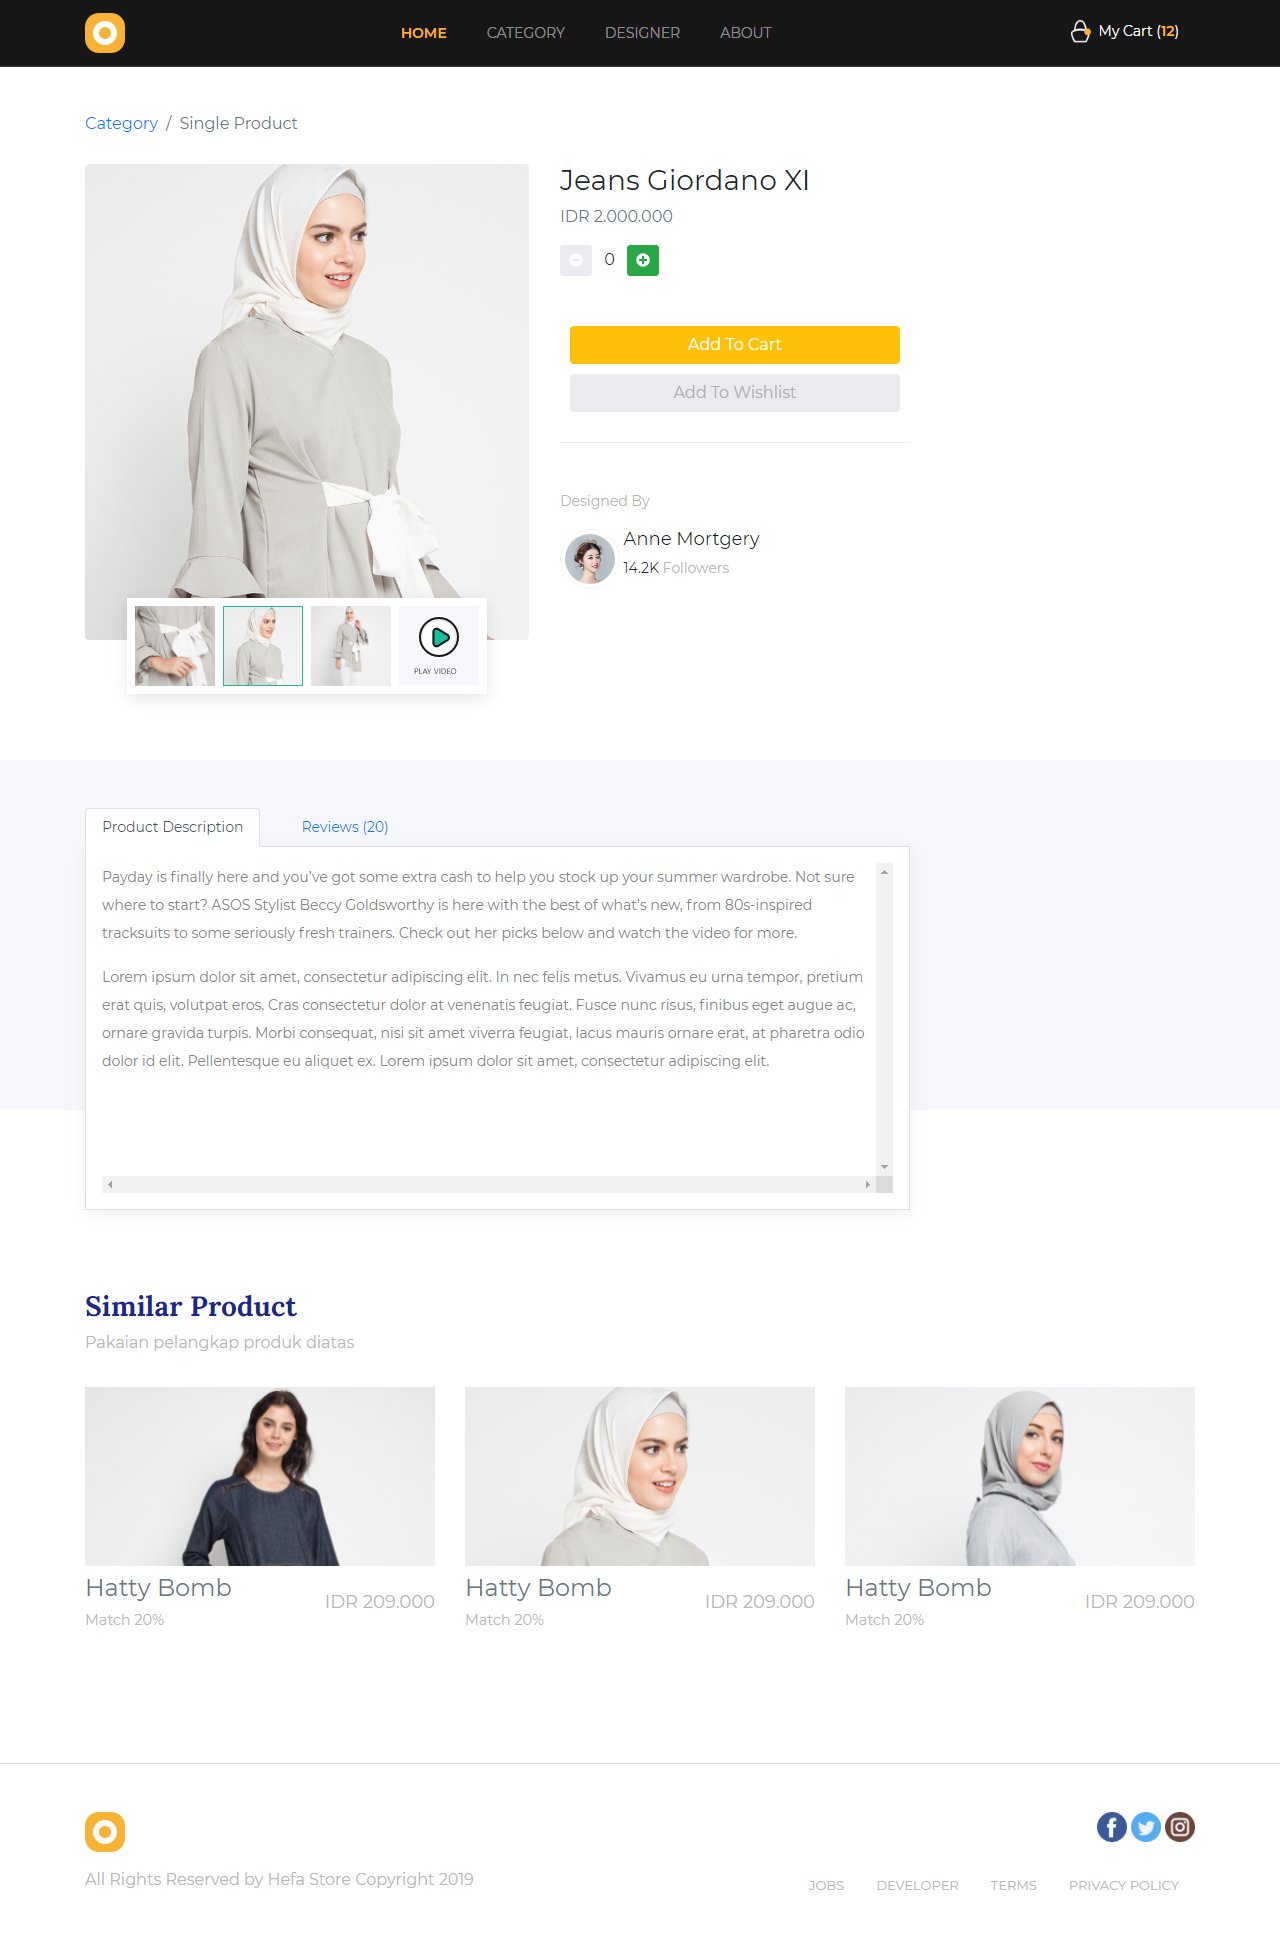 HOME CATEGORY DESIGNER ABOUT My Cart (12)
Category / Single Product
Jeans Giordano XI
IDR 2.000.000
0
Add To Cart
Add To Wishlist
Designed By
Anne Mortgery
14.2K Followers
PLAY VIDEO
Product Description Reviews (20)
Payday is finally here and you’ve got some extra cash to help you stock up your summer wardrobe. Not sure
where to start? ASOS Stylist Beccy Goldsworthy is here with the best of what’s new, from 80s-inspired
tracksuits to some seriously fresh trainers. Check out her picks below and watch the video for more.
Lorem ipsum dolor sit amet, consectetur adipiscing elit. In nec felis metus. Vivamus eu urna tempor, pretium
erat quis, volutpat eros. Cras consectetur dolor at venenatis feugiat. Fusce nunc risus, finibus eget augue ac,
ornare gravida turpis. Morbi consequat, nisi sit amet viverra feugiat, lacus mauris ornare erat, at pharetra odio
dolor id elit. Pellentesque eu aliquet ex. Lorem ipsum dolor sit amet, consectetur adipiscing elit.
Similar Product
Pakaian pelangkap produk diatas
Hatty Bomb IDR 209.000
Match 20%
Hatty Bomb IDR 209.000
Match 20%
Hatty Bomb IDR 209.000
Match 20%
All Rights Reserved by Hefa Store Copyright 2019
JOBS DEVELOPER TERMS PRIVACY POLICY